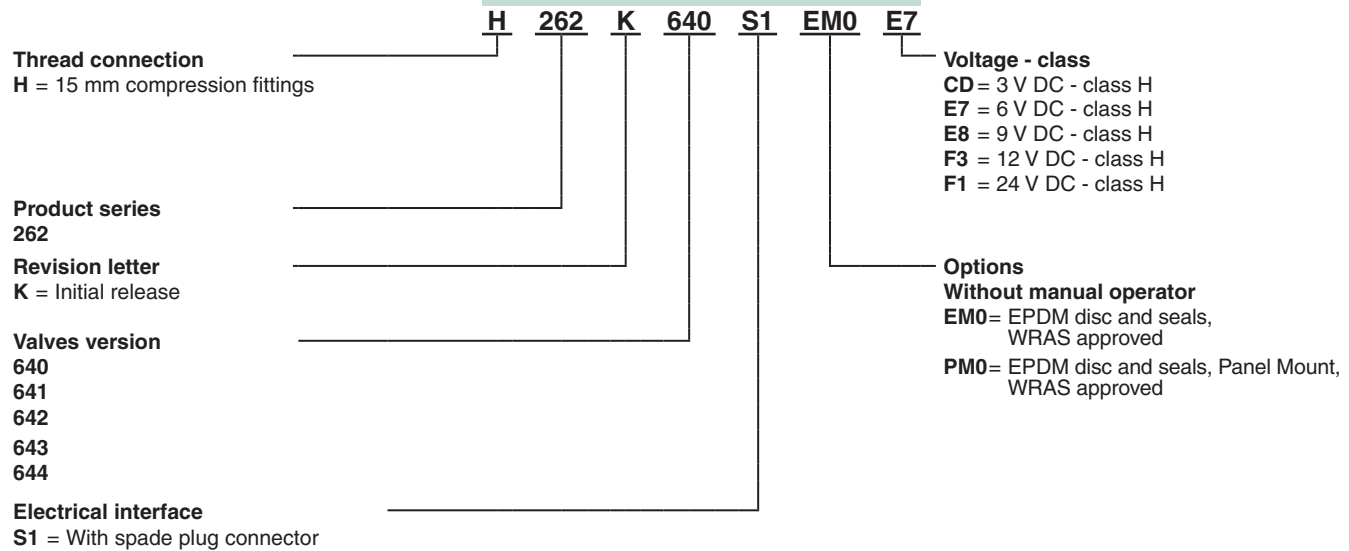 H 262 K 640 S1 EM0 E7
Thread connection
H = 15 mm compression fittings
Product series
262
Revision letter
K = Initial release
Valves version
640
641
642
643
644
Electrical interface
S1 = With spade plug connector
Voltage - class
CD = 3 V DC - class H
E7 = 6 V DC - class H
E8 = 9 V DC - class H
F3 = 12 V DC - class H
F1 = 24 V DC - class H
Options
Without manual operator
EM0= EPDM disc and seals,
WRAS approved
PM0= EPDM disc and seals, Panel Mount,
WRAS approved